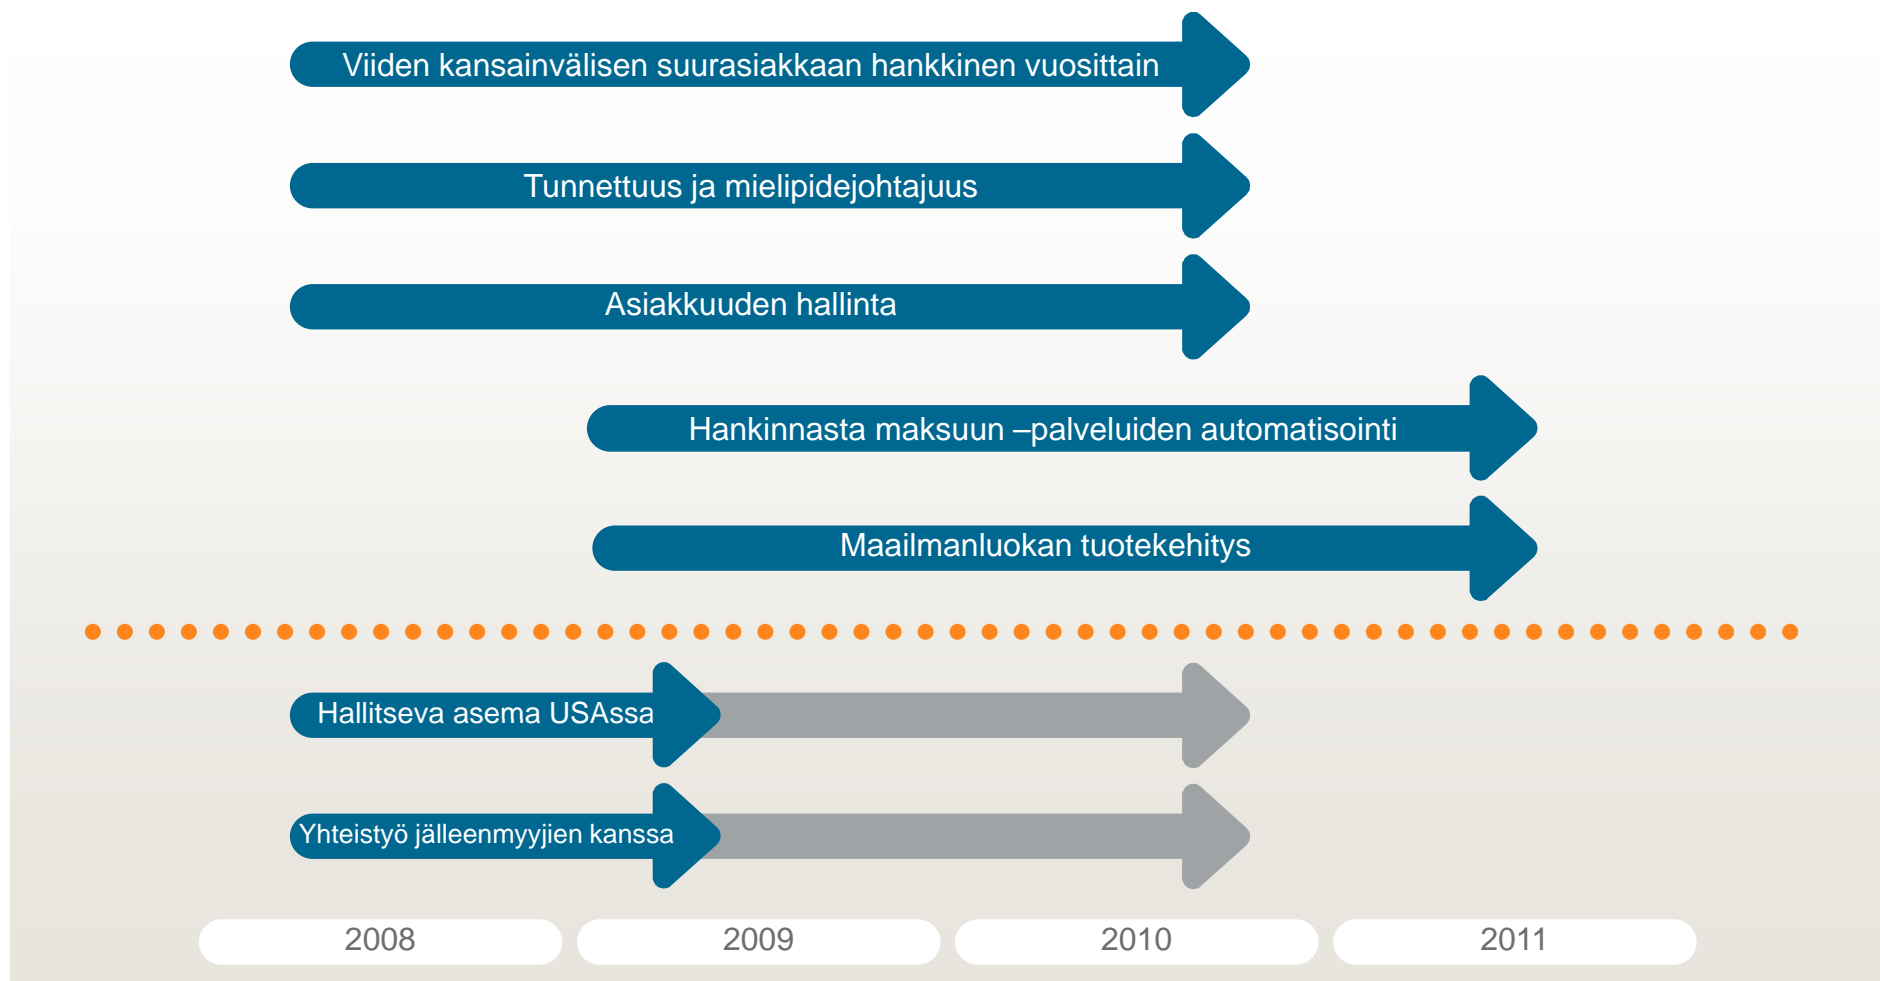 Viiden kansainvälisen suurasiakkaan hankkinen vuosittain
Tunnettuus ja mielipidejohtajuus
Asiakkuuden hallinta
Hankinnasta maksuun –palveluiden automatisointi
Maailmanluokan tuotekehitys
Hallitseva asema USAssa
Yhteistyö jälleenmyyjien kanssa
2008 2009 2010 2011